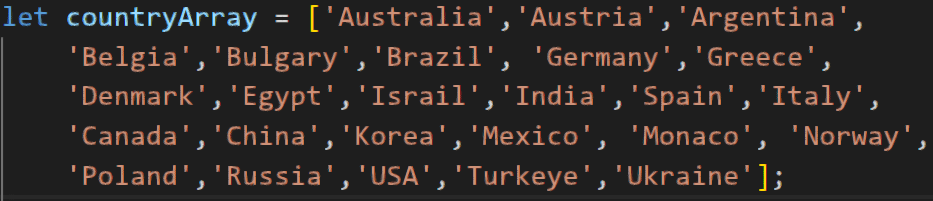 let countryArray = ['Australia','Austria','Argentina',
'Belgia','Bulgary','Brazil', 'Germany','Greece',
'Denmark','Egypt','Israil','India','Spain','Italy',
'Canada','China','Korea','Mexico', 'Monaco', 'Norway',
'Poland','Russia','USA','Turkeye','Ukraine'];